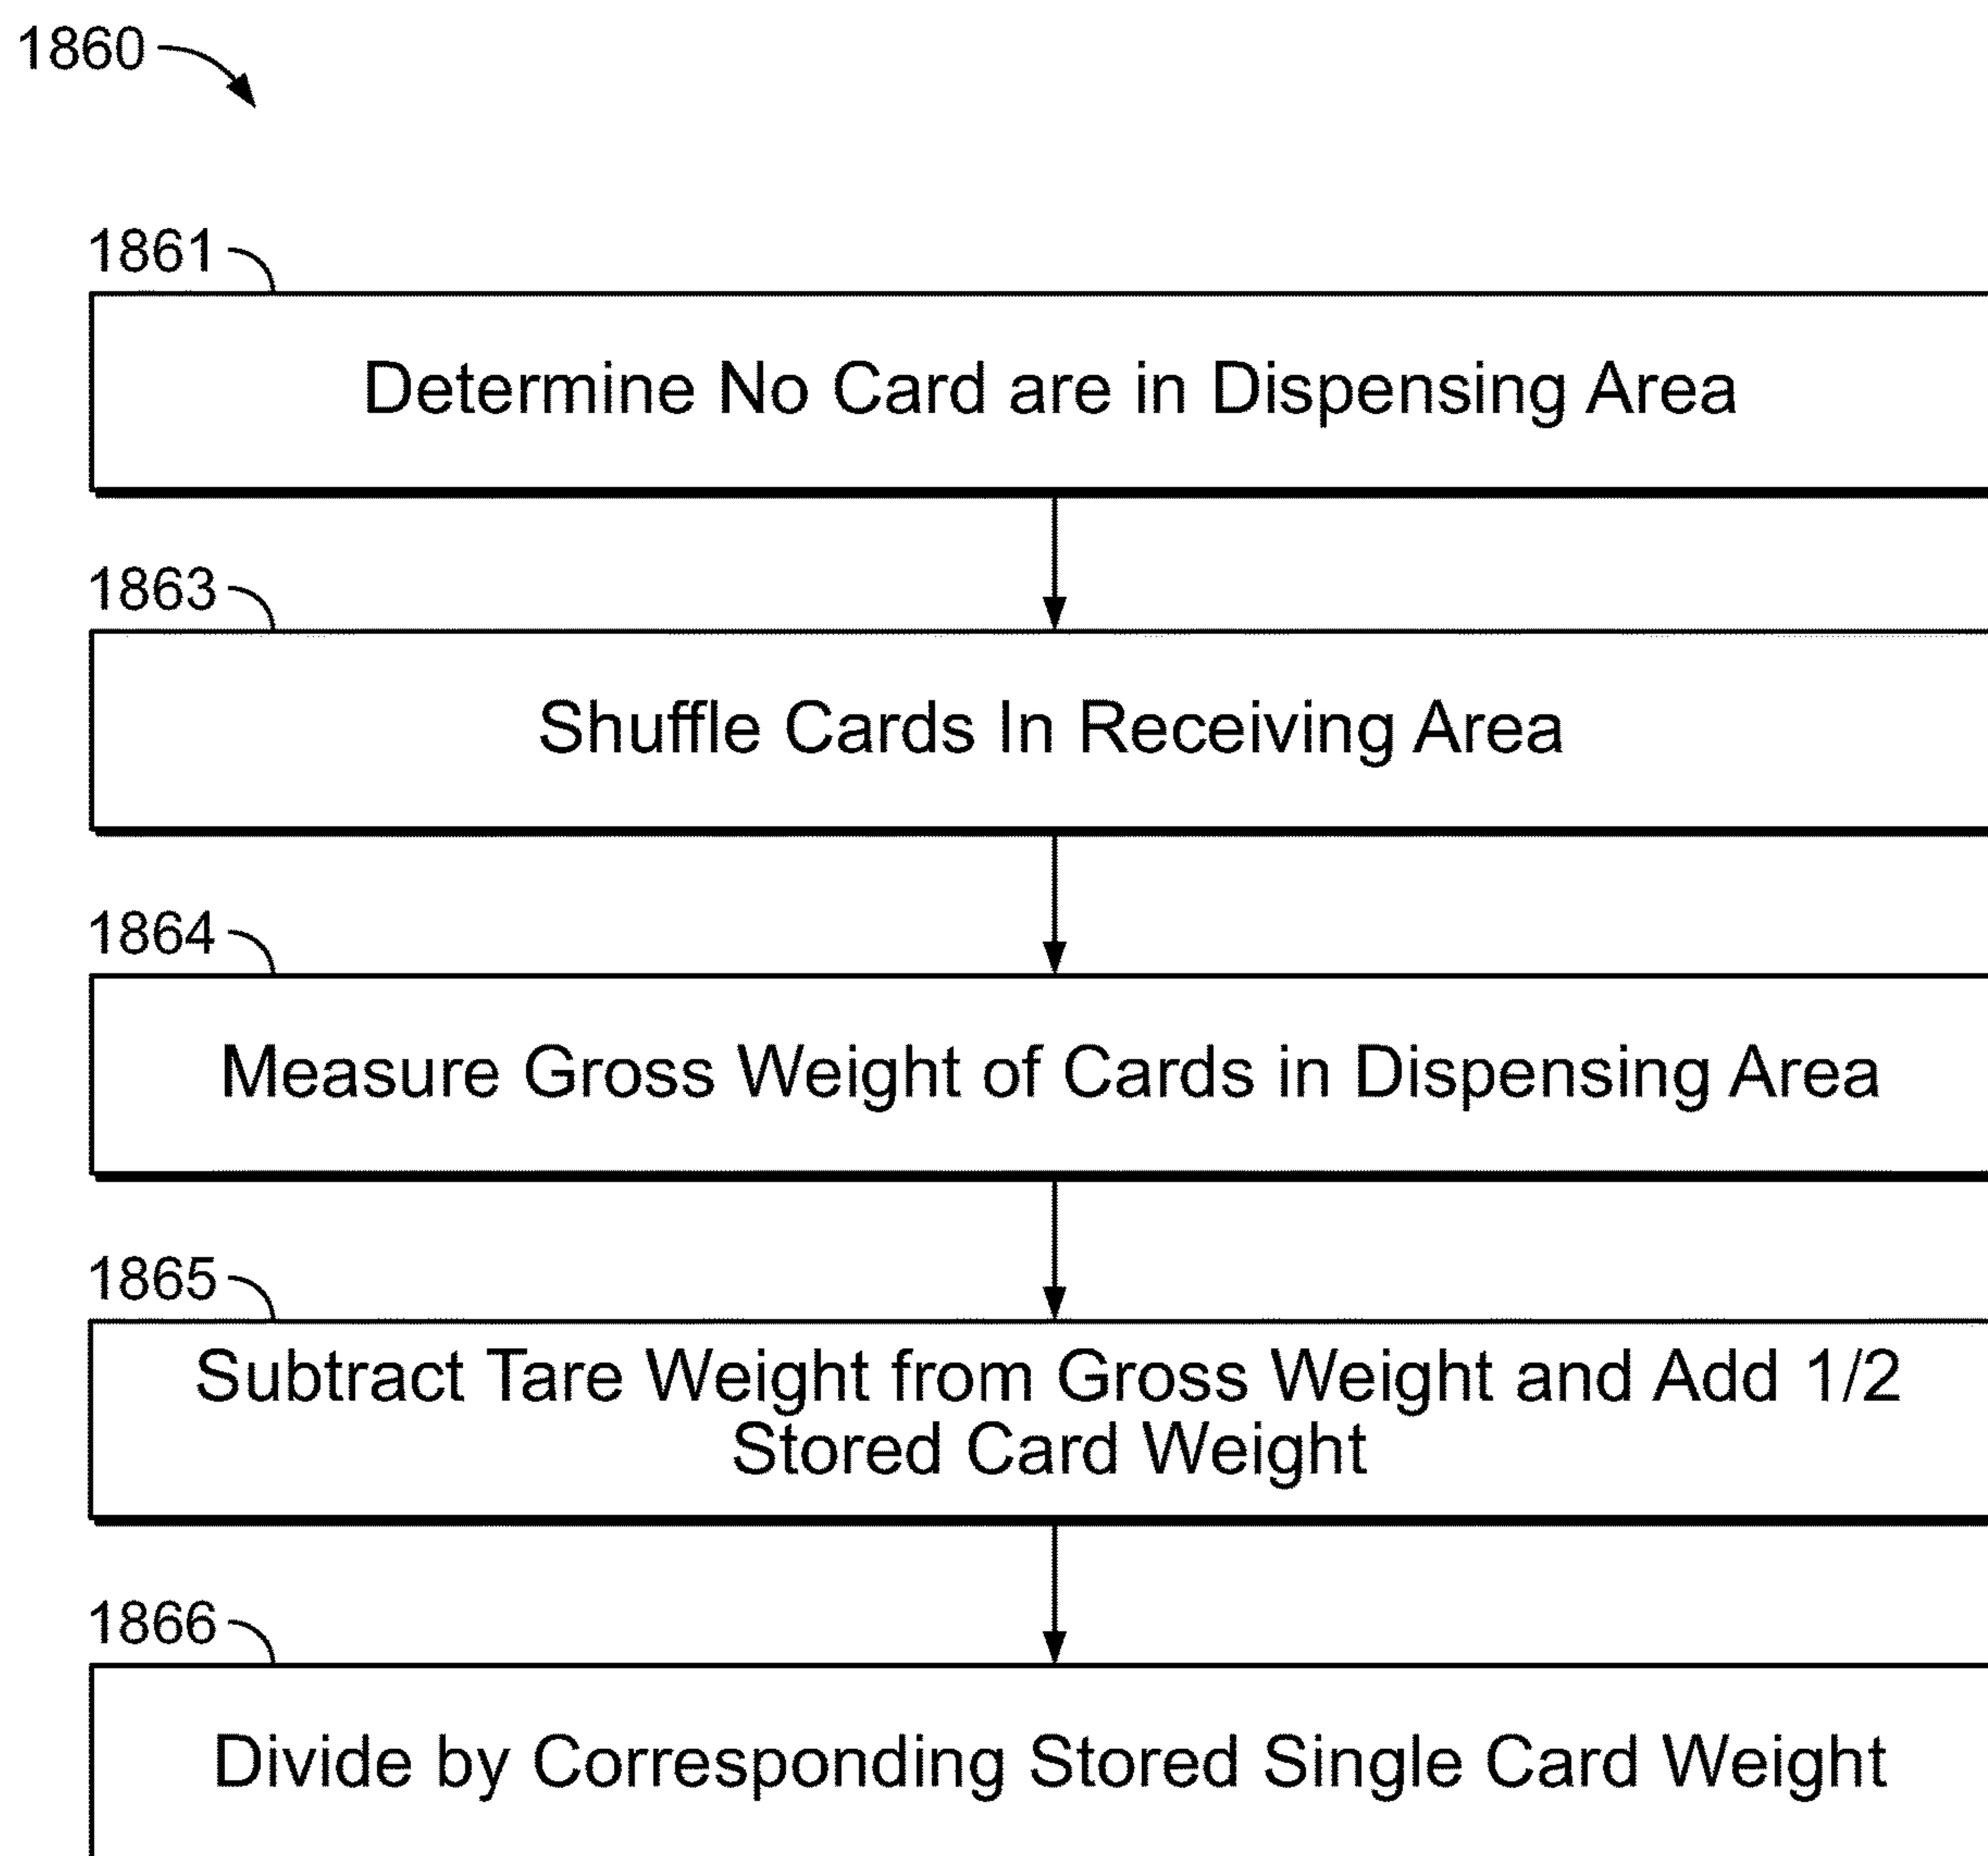 1860
1861
Determine No Card are in Dispensing Area
1863
Shuffle Cards In Receiving Area
1864
Measure Gross Weight of Cards in Dispensing Area
1865
Subtract Tare Weight from Gross Weight and Add 1/2
Stored Card Weight
1866
Divide by Corresponding Stored Single Card Weight